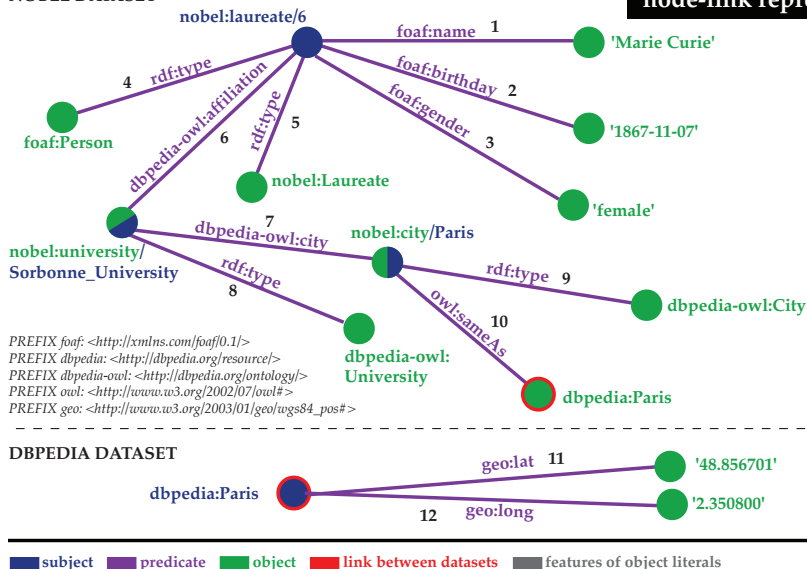 nobel:laureate/6
foaf:name 1
'Marie Curie'
4 rdf:type
foaf:birthday 2
'1867-11-07'
foaf:Person
dbpedia-owl:affiliation
6
rdf:type 5
foaf:gender
3
nobel:Laureate
'female'
7
dbpedia-owl:city
nobel:city/Paris
nobel:university/
Sorbonne_University
rdf:type
8
rdf:type 9
dbpedia-owl:City
owl:sameAs
10
dbpedia-owl:
University
dbpedia:Paris
PREFIX foaf: <http://xmlns.com/foaf/0.1/>
PREFIX dbpedia: <http://dbpedia.org/resource/>
PREFIX dbpedia-owl: <http://dbpedia.org/ontology/>
PREFIX owl: <http://www.w3.org/2002/07/owl#>
PREFIX geo: <http://www.w3.org/2003/01/geo/wgs84_pos#>
DBPEDIA DATASET
dbpedia:Paris
geo:lat 11
'48.856701'
12 geo:long
'2.350800'
subject predicate object link between datasets features of object literals